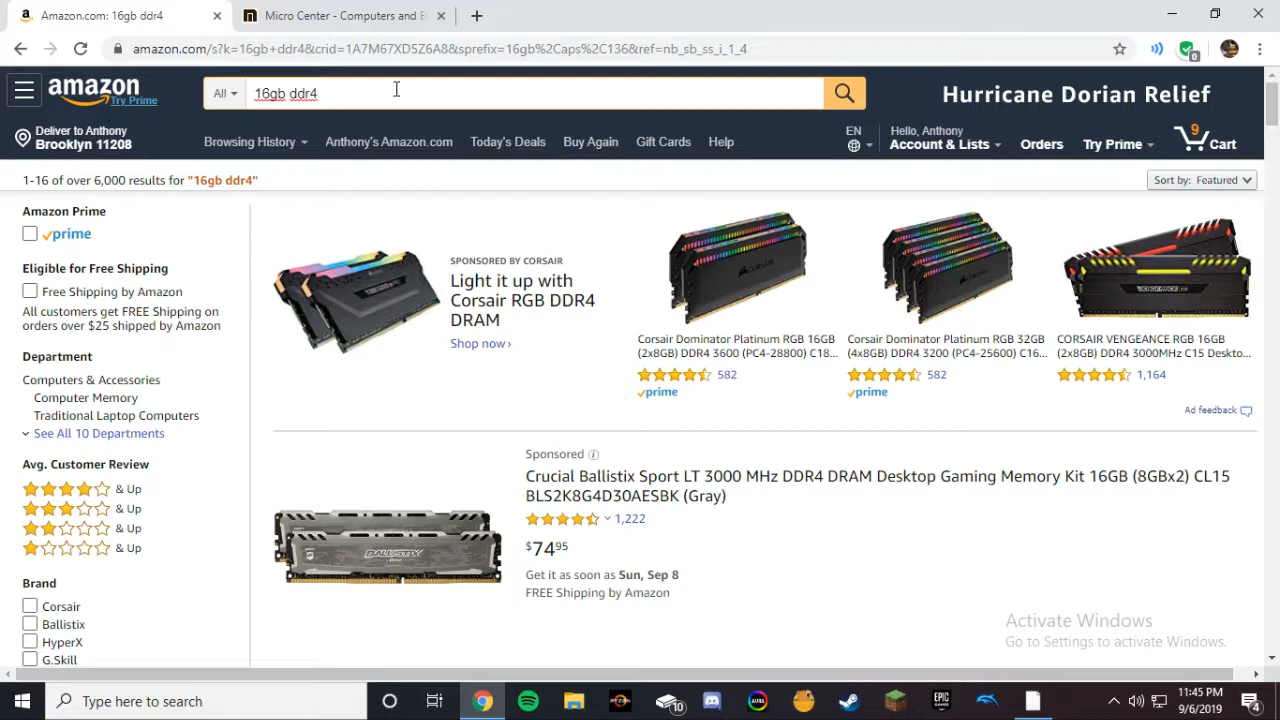 Amazon.com: 16gb ddr4
Micro Center - Computers and El
amazon.com/s?k=16gb+ddr4&crid=1A7M67XD5Z6A8&sprefix=16gb%2Caps%2C136&ref=nb_sb_ss_i_1_4
0
amazon
Try Prime
All
16gb ddr4
Hurricane Dorian Relief
Deliver to Anthony
Brooklyn 11208
Browsing History
Anthony's Amazon.com
Today's Deals
Buy Again
Gift Cards
Help
EN
Hello, Anthony
Account & Lists
Orders
Try Prime
9
Cart
1-16 of over 6,000 results for "16gb ddr4"
Sort by: Featured
Amazon Prime
prime
Eligible for Free Shipping
Free Shipping by Amazon
All customers get FREE Shipping on
orders over $25 shipped by Amazon
Department
Computers & Accessories
Computer Memory
Traditional Laptop Computers
See All 10 Departments
Avg. Customer Review
& Up
& Up
& Up
& Up
Brand
Corsair
Ballistix
HyperX
G.Skill
SPONSORED BY CORSAIR
Light it up with
Corsair RGB DDR4
DRAM
Shop now ›
Corsair Dominator Platinum RGB 16GB
(2x8GB) DDR4 3600 (PC4-28800) C18...
582
prime
Corsair Dominator Platinum RGB 32GB
(4x8GB) DDR4 3200 (PC4-25600) C16...
582
prime
VENGEANCE
CORSAIR VENGEANCE RGB 16GB
(2x8GB) DDR4 3000MHz C15 Deskto...
1,164
Ad feedback
Sponsored
BALLISTIX
Crucial Ballistix Sport LT 3000 MHz DDR4 DRAM Desktop Gaming Memory Kit 16GB (8GBx2) CL15
BLS2K8G4D30AESBK (Gray)
1,222
$74 95
Get it as soon as Sun, Sep 8
FREE Shipping by Amazon
Activate Windows
Go to Settings to activate Windows.
Type here to search
RYZEN
10
AURA
EPIC
GAMES
11:45 PM
9/6/2019
4